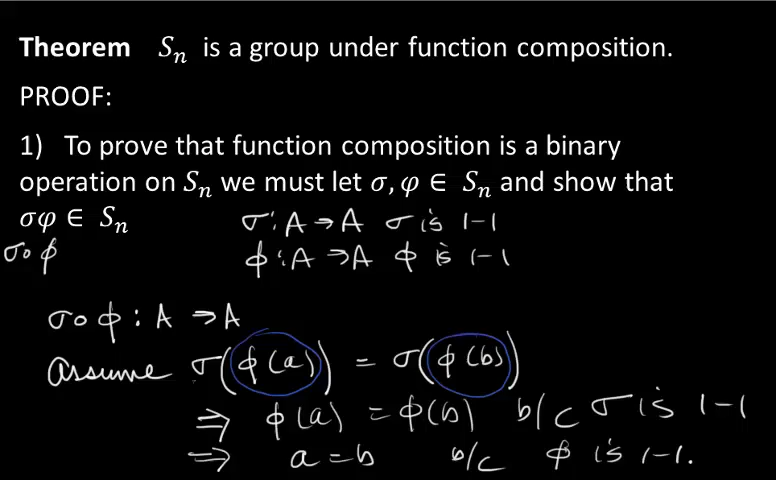 Theorem Sₙ is a group under function composition.
PROOF:
1) To prove that function composition is a binary
operation on Sₙ we must let σ, φ ∈ Sₙ and show that
σφ ∈ Sₙ σ: A → A σ is 1-1
σ∘ϕ ϕ: A → A ϕ is 1-1
σ∘ϕ : A → A
assume σ(ϕ(a)) = σ(ϕ(b))
⇒ ϕ(a) = ϕ(b) b/c σ is 1-1
⇒ a = b b/c ϕ is 1-1.